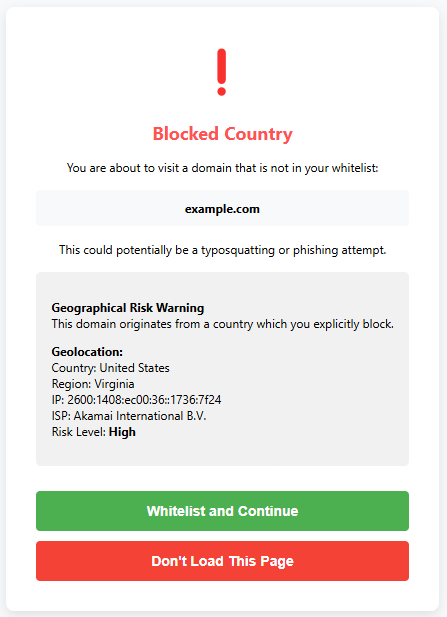 Blocked Country
You are about to visit a domain that is not in your whitelist:
example.com
This could potentially be a typosquatting or phishing attempt.
Geographical Risk Warning
This domain originates from a country which you explicitly block.
Geolocation:
Country: United States
Region: Virginia
IP: 2600:1408:ec00:36::1736:7f24
ISP: Akamai International B.V.
Risk Level: High
Whitelist and Continue
Don't Load This Page